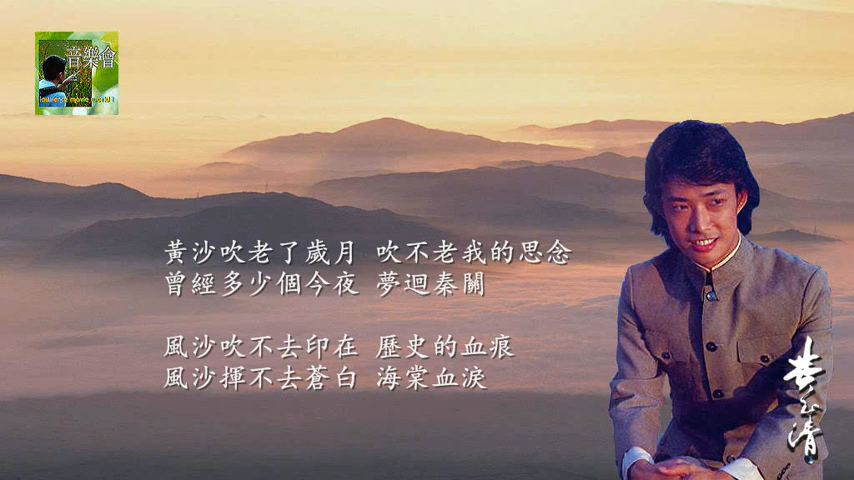 音樂會
黃沙吹老了歲月 吹不老我的思念
曾經多少個今夜 夢迴秦關
風沙吹不去印在 歷史的血痕
風沙揮不去蒼白 海棠血淚